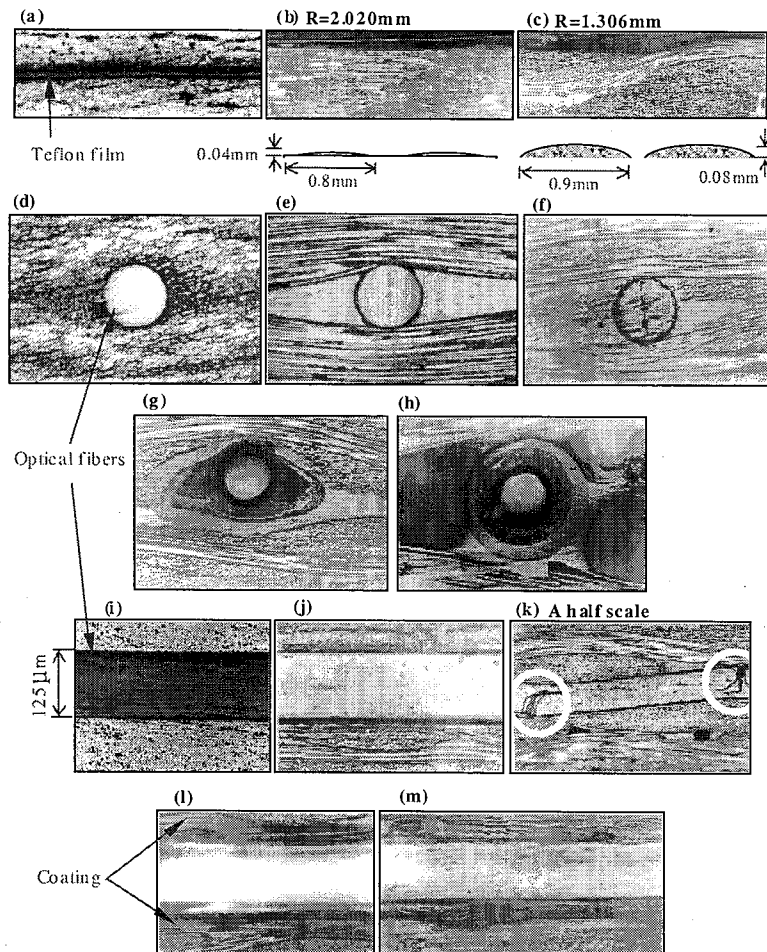 (a)
(b) R=2.020mm
(c) R=1.306mm
Teflon film
0.04mm
0.8mm
0.9mm
0.08mm
(d)
(e)
(f)
(g)
(h)
Optical fibers
(i)
(j)
(k) A half scale
125μm
(l)
(m)
Coating